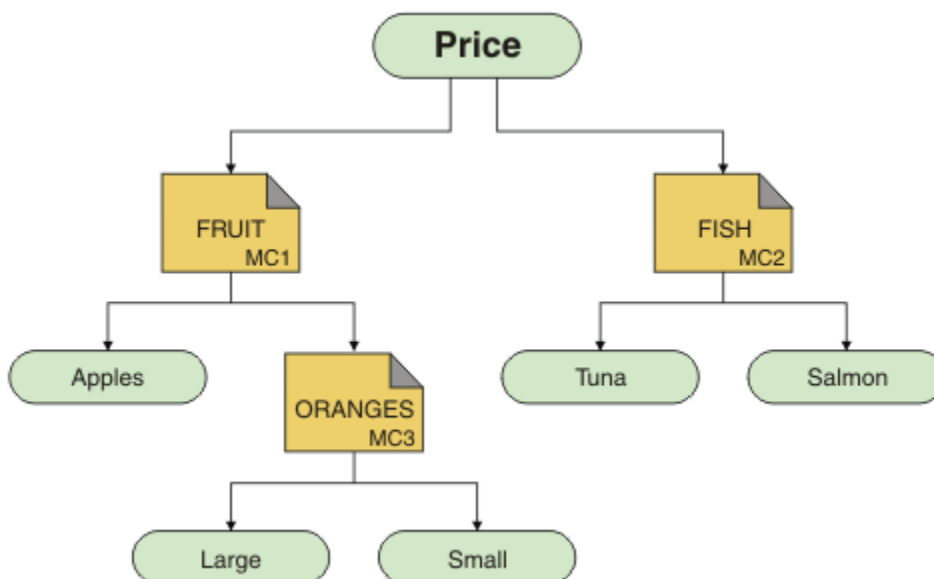 Price
FRUIT
MC1
FISH
MC2
Apples
ORANGES
MC3
Tuna
Salmon
Large
Small